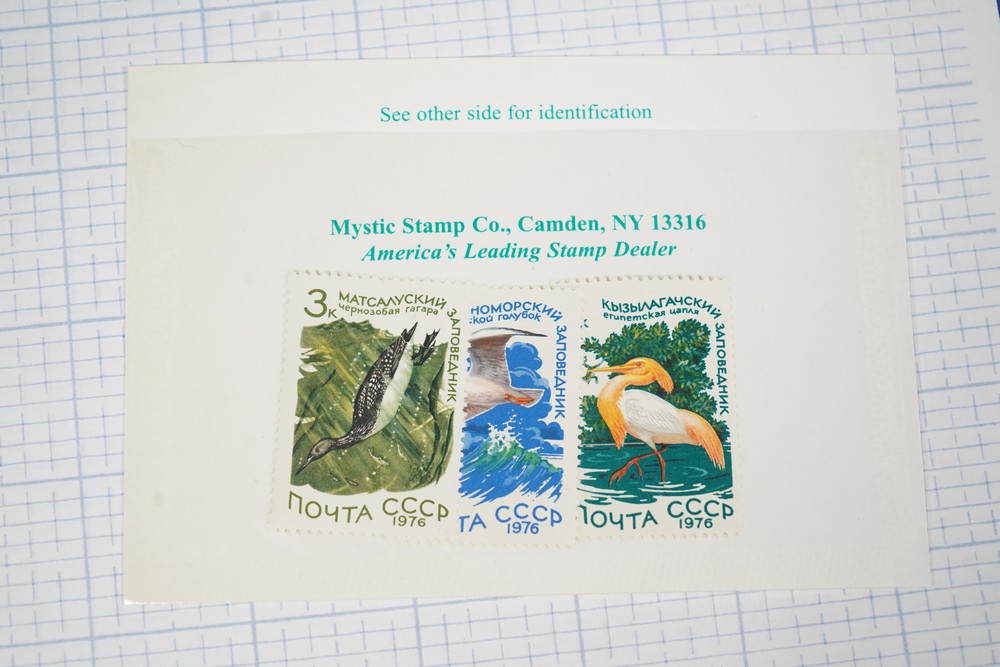 See other side for identification
Mystic Stamp Co., Camden, NY 13316
America's Leading Stamp Dealer
3к
МАТСАЛУСКИЙ
чернозобая гагара
ЗАПОВЕДНИК
ПОЧТА СССР
1976
НОМОРСКИЙ
кой голубок
ЗАПОВЕДНИК
ТА СССР
1976
КЫЗЫЛАГАЧСКИЙ
египетская цапля
ЗАПОВЕДНИК
ПОЧТА СССР
1976